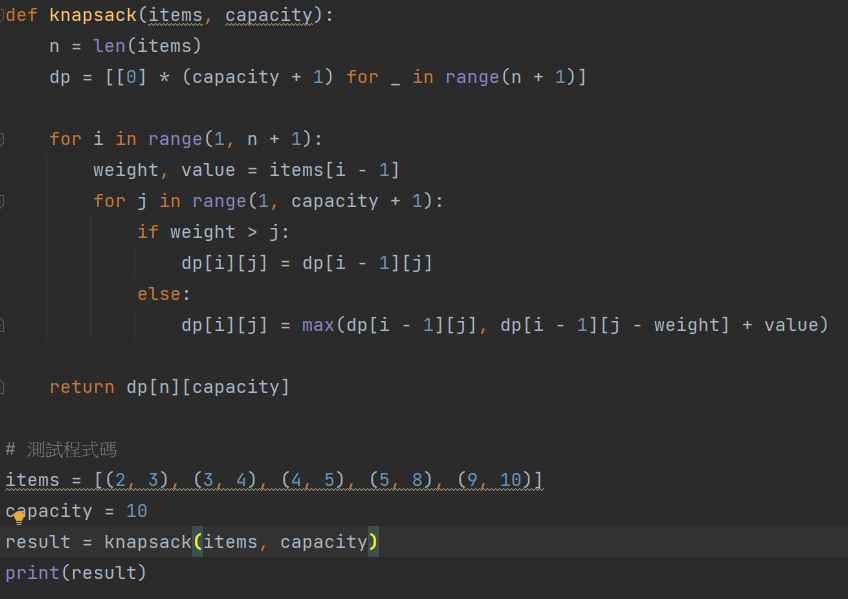 def knapsack(items, capacity):
    n = len(items)
    dp = [[0] * (capacity + 1) for _ in range(n + 1)]

    for i in range(1, n + 1):
        weight, value = items[i - 1]
        for j in range(1, capacity + 1):
            if weight > j:
                dp[i][j] = dp[i - 1][j]
            else:
                dp[i][j] = max(dp[i - 1][j], dp[i - 1][j - weight] + value)

    return dp[n][capacity]

# 測試程式碼
items = [(2, 3), (3, 4), (4, 5), (5, 8), (9, 10)]
capacity = 10
result = knapsack(items, capacity)
print(result)